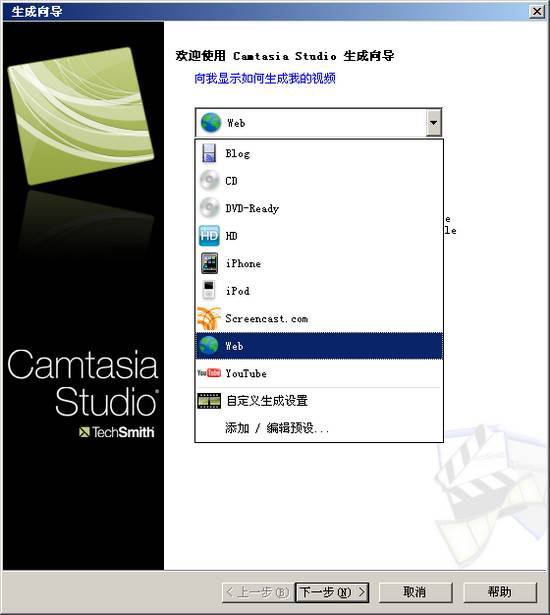 生成向导
欢迎使用 Camtasia Studio 生成向导
向我显示如何生成我的视频
Web
Blog
CD
DVD-Ready
HD
iPhone
iPod
Screencast.com
Web
YouTube
自定义生成设置
添加 / 编辑预设...
e
le
Camtasia
Studio
TechSmith
< 上一步(B)
下一步(N) >
取消
帮助